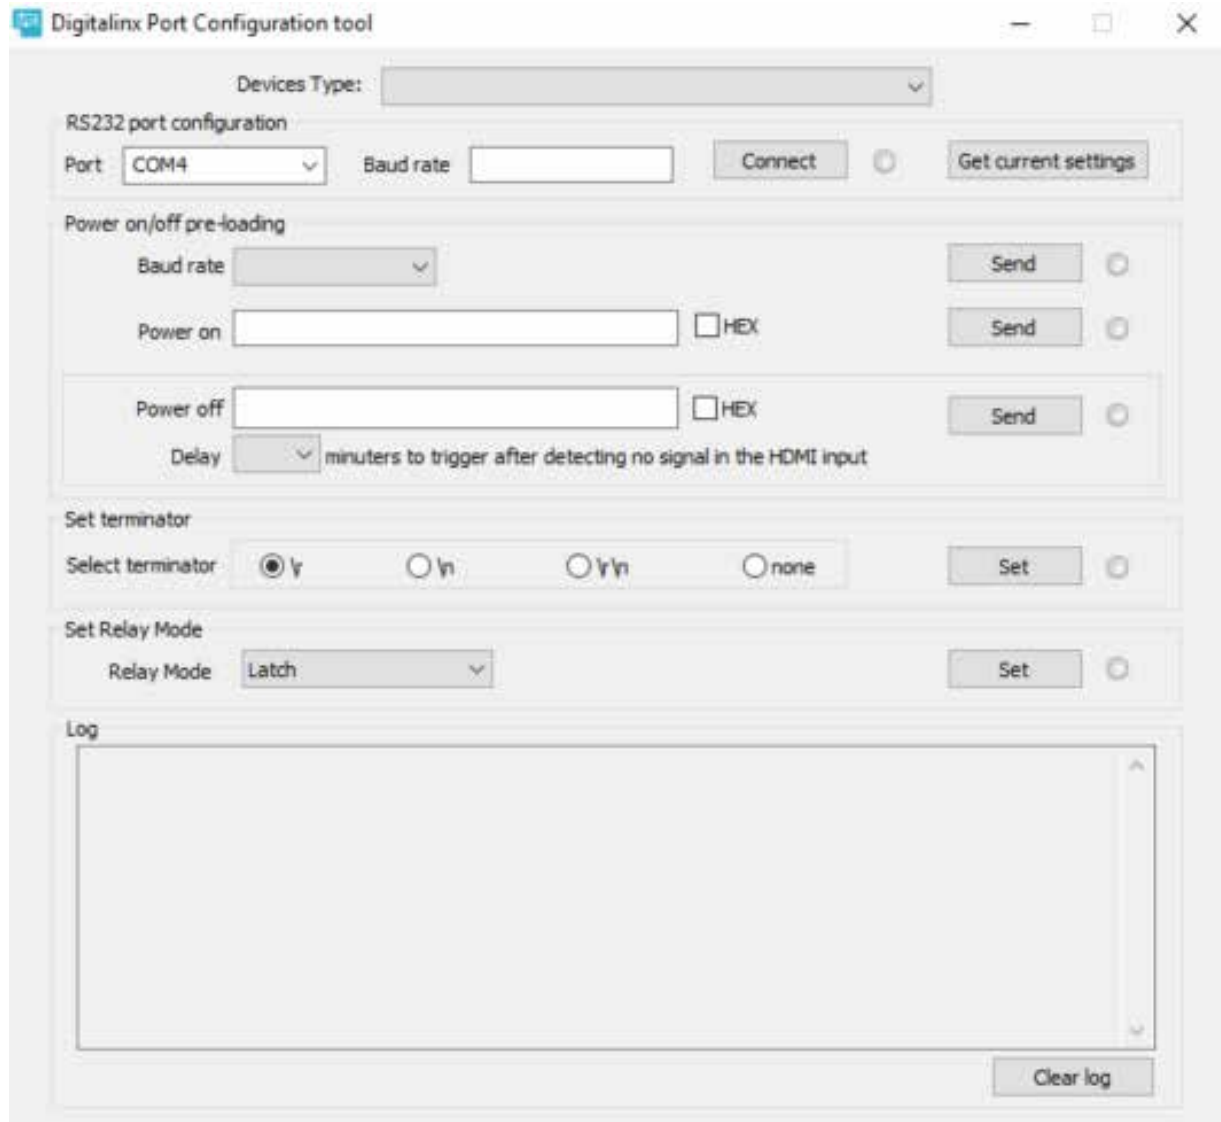 Digitalinx Port Configuration tool
Devices Type:
RS232 port configuration
Port COM4 Baud rate Connect Get current settings
Power on/off pre-loading
Baud rate Send
Power on HEX Send
Power off HEX Send
Delay minuters to trigger after detecting no signal in the HDMI input
Set terminator
Select terminator \r \n \r\n none Set
Set Relay Mode
Relay Mode Latch Set
Log
Clear log